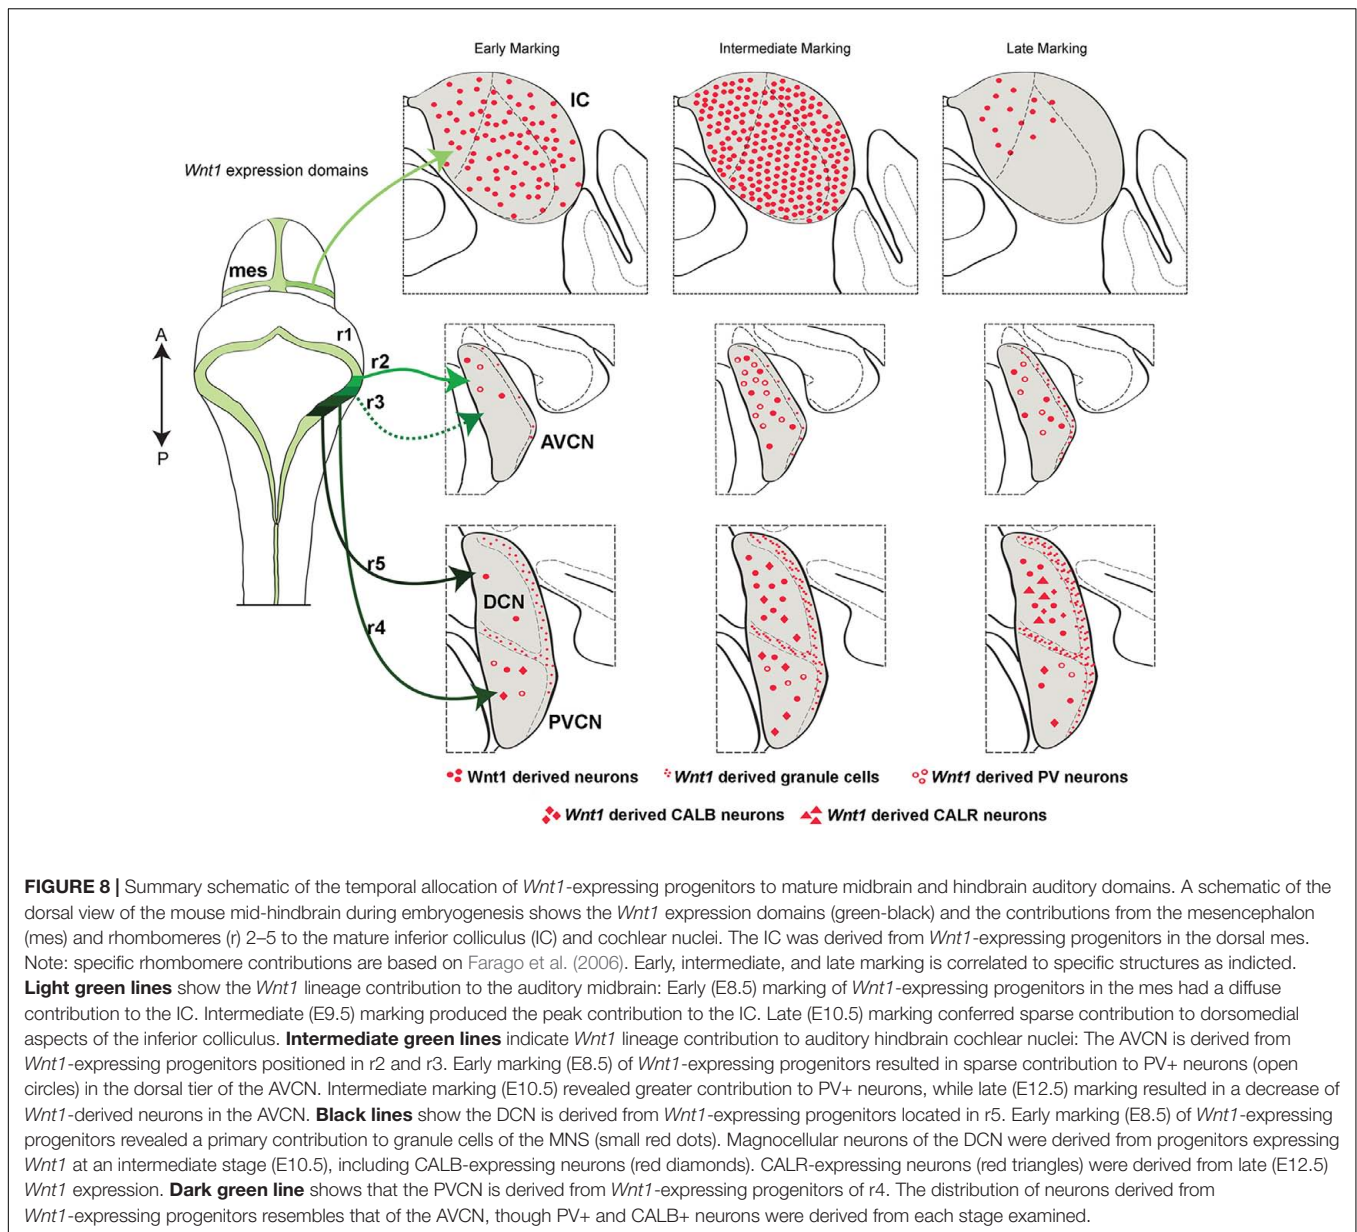 Early Marking
Intermediate Marking
Late Marking
IC
Wnt1 expression domains
mes
A
P
r1
r2
r3
AVCN
r5
DCN
r4
PVCN
Wnt1 derived neurons
Wnt1 derived granule cells
Wnt1 derived PV neurons
Wnt1 derived CALB neurons
Wnt1 derived CALR neurons
FIGURE 8 | Summary schematic of the temporal allocation of Wnt1-expressing progenitors to mature midbrain and hindbrain auditory domains. A schematic of the
dorsal view of the mouse mid-hindbrain during embryogenesis shows the Wnt1 expression domains (green-black) and the contributions from the mesencephalon
(mes) and rhombomeres (r) 2–5 to the mature inferior colliculus (IC) and cochlear nuclei. The IC was derived from Wnt1-expressing progenitors in the dorsal mes.
Note: specific rhombomere contributions are based on Farago et al. (2006). Early, intermediate, and late marking is correlated to specific structures as indicted.
Light green lines show the Wnt1 lineage contribution to the auditory midbrain: Early (E8.5) marking of Wnt1-expressing progenitors in the mes had a diffuse
contribution to the IC. Intermediate (E9.5) marking produced the peak contribution to the IC. Late (E10.5) marking conferred sparse contribution to dorsomedial
aspects of the inferior colliculus. Intermediate green lines indicate Wnt1 lineage contribution to auditory hindbrain cochlear nuclei: The AVCN is derived from
Wnt1-expressing progenitors positioned in r2 and r3. Early marking (E8.5) of Wnt1-expressing progenitors resulted in sparse contribution to PV+ neurons (open
circles) in the dorsal tier of the AVCN. Intermediate marking (E10.5) revealed greater contribution to PV+ neurons, while late (E12.5) marking resulted in a decrease of
Wnt1-derived neurons in the AVCN. Black lines show the DCN is derived from Wnt1-expressing progenitors located in r5. Early marking (E8.5) of Wnt1-expressing
progenitors revealed a primary contribution to granule cells of the MNS (small red dots). Magnocellular neurons of the DCN were derived from progenitors expressing
Wnt1 at an intermediate stage (E10.5), including CALB-expressing neurons (red diamonds). CALR-expressing neurons (red triangles) were derived from late (E12.5)
Wnt1 expression. Dark green line shows that the PVCN is derived from Wnt1-expressing progenitors of r4. The distribution of neurons derived from
Wnt1-expressing progenitors resembles that of the AVCN, though PV+ and CALB+ neurons were derived from each stage examined.